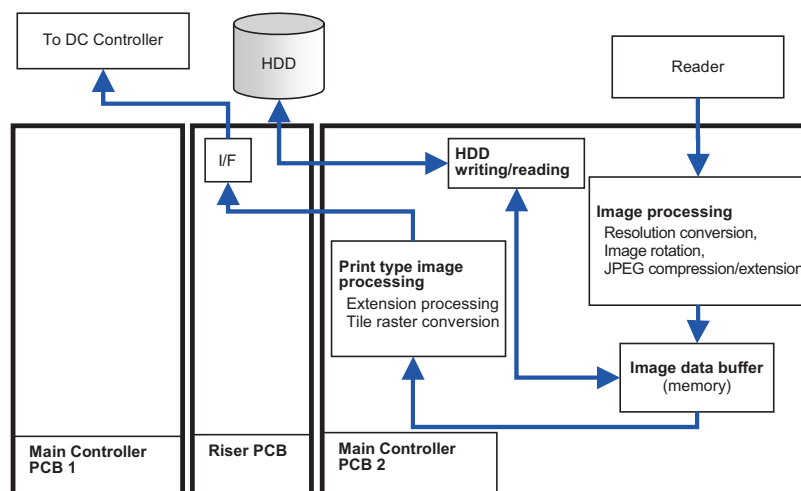 To DC Controller
HDD
Reader
I/F
HDD
writing/reading
Image processing
Resolution conversion,
Image rotation,
JPEG compression/extension
Print type image
processing
Extension processing
Tile raster conversion
Image data buffer
(memory)
Main Controller
PCB 1
Riser PCB
Main Controller
PCB 2